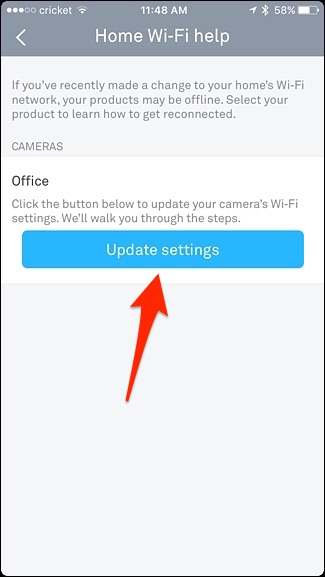 cricket 11:48 AM 58%
Home Wi-Fi help
If you've recently made a change to your home's Wi-Fi
network, your products may be offline. Select your
product to learn how to get reconnected.
CAMERAS
Office
Click the button below to update your camera's Wi-Fi
settings. We'll walk you through the steps.
Update settings